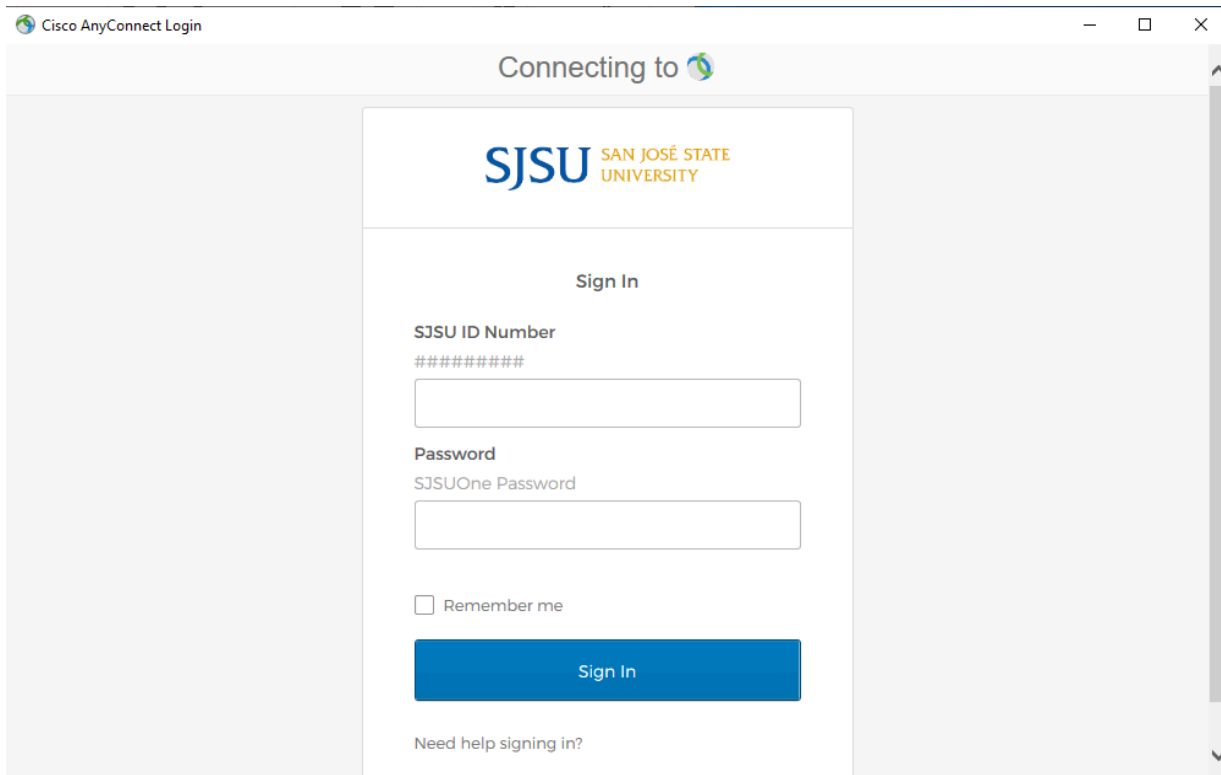 Cisco AnyConnect Login
Connecting to
SJSU SAN JOSÉ STATE
UNIVERSITY
Sign In
SJSU ID Number
#########
Password
SJSUOne Password
Remember me
Sign In
Need help signing in?